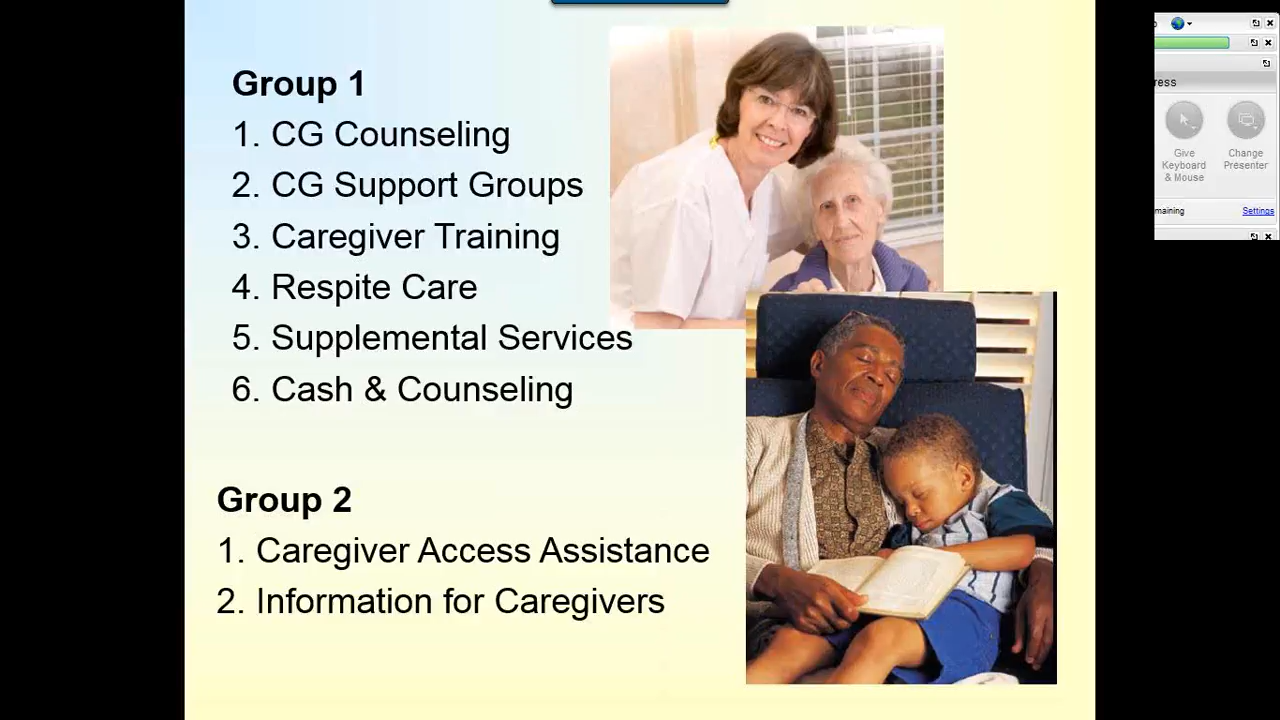 Group 1
1. CG Counseling
2. CG Support Groups
3. Caregiver Training
4. Respite Care
5. Supplemental Services
6. Cash & Counseling
Group 2
1. Caregiver Access Assistance
2. Information for Caregivers
Give
Keyboard
& Mouse
Change
Presenter
Settings